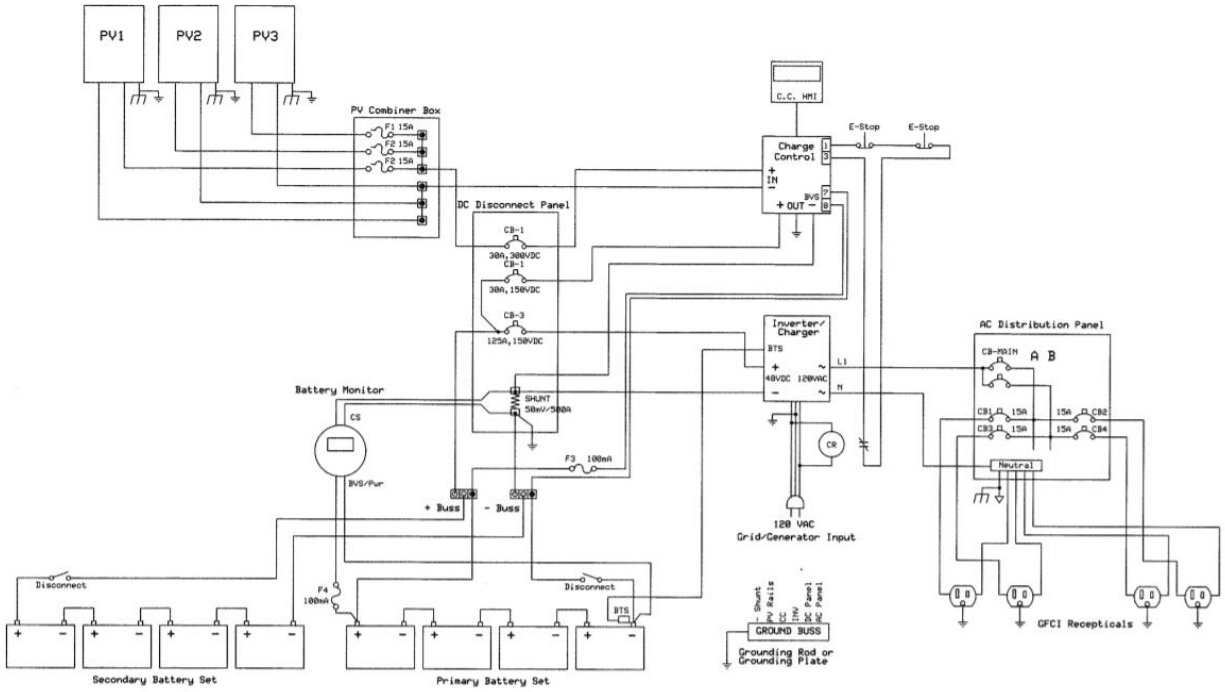 PV1
PV2
PV3
PV Combiner Box
F1 15A
F2 15A
F2 15A
C.C. HMI
E-Stop
E-Stop
Charge
Control
1
3
+
IN
-
BVS
7
8
+ OUT -
DC Disconnect Panel
CB-1
30A,300VDC
CB-1
30A,150VDC
CB-3
125A,150VDC
SHUNT
50mV/500A
Inverter/
Charger
BTS
+
48VDC 120VAC
~
-
~
L1
N
CR
120 VAC
Grid/Generator Input
AC Distribution Panel
CB-MAIN
A B
CB1 15A
15A CB2
CB3 15A
15A CB4
Neutral
GFCI Recepticals
Battery Monitor
CS
BVS/Pwr
F3 100mA
+ Buss
- Buss
Disconnect
F4
100mA
Disconnect
BTS
+ -
+ -
+ -
+ -
Secondary Battery Set
+ -
+ -
+ -
+ -
Primary Battery Set
- Shunt
PV Rails
CC
INV
DC Panel
AC Panel
GROUND BUSS
Grounding Rod or
Grounding Plate